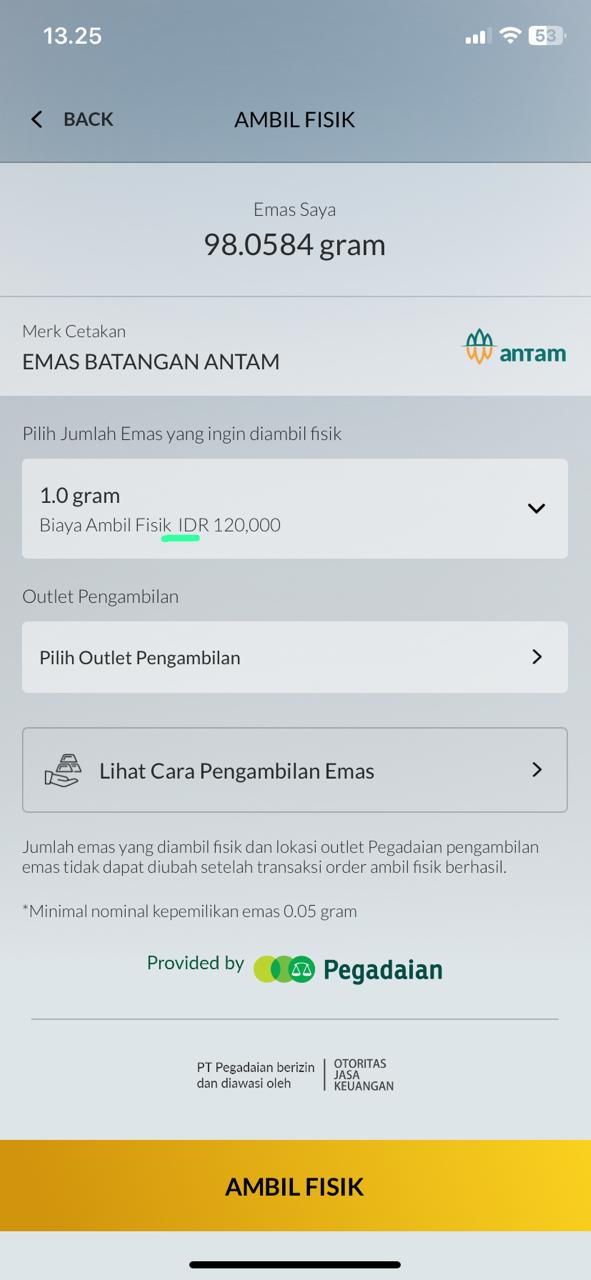 13.25
53
BACK
AMBIL FISIK
Emas Saya
98.0584 gram
Merk Cetakan
EMAS BATANGAN ANTAM
antam
Pilih Jumlah Emas yang ingin diambil fisik
1.0 gram
Biaya Ambil Fisik IDR 120,000
Outlet Pengambilan
Pilih Outlet Pengambilan
Lihat Cara Pengambilan Emas
Jumlah emas yang diambil fisik dan lokasi outlet Pegadaian pengambilan
emas tidak dapat diubah setelah transaksi order ambil fisik berhasil.
*Minimal nominal kepemilikan emas 0.05 gram
Provided by Pegadaian
PT Pegadaian berizin
dan diawasi oleh
OTORITAS
JASA
KEUANGAN
AMBIL FISIK